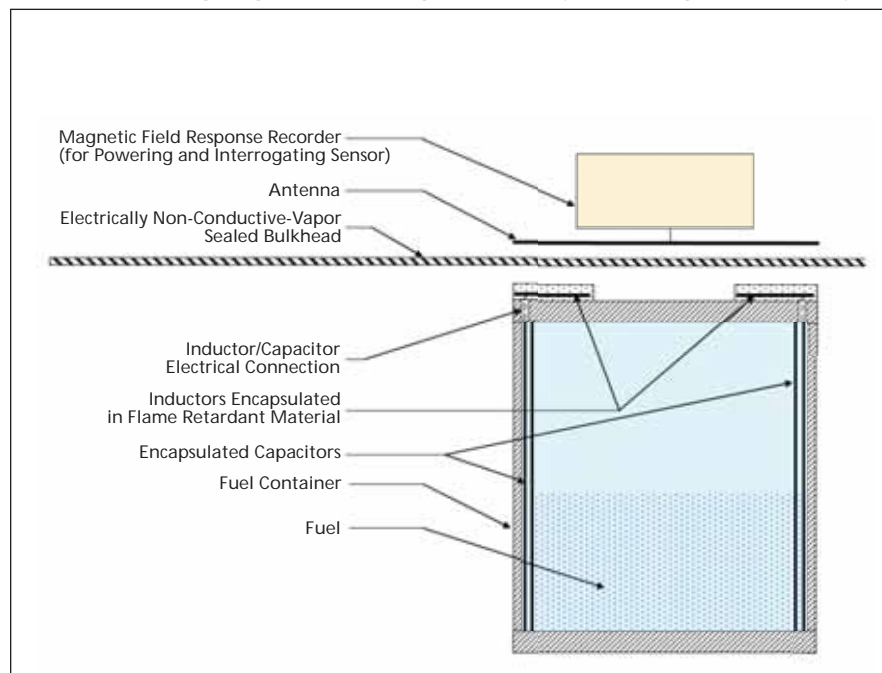 Magnetic Field Response Recorder
(for Powering and Interrogating Sensor)
Antenna
Electrically Non-Conductive-Vapor
Sealed Bulkhead
Inductor/Capacitor
Electrical Connection
Inductors Encapsulated
in Flame Retardant Material
Encapsulated Capacitors
Fuel Container
Fuel